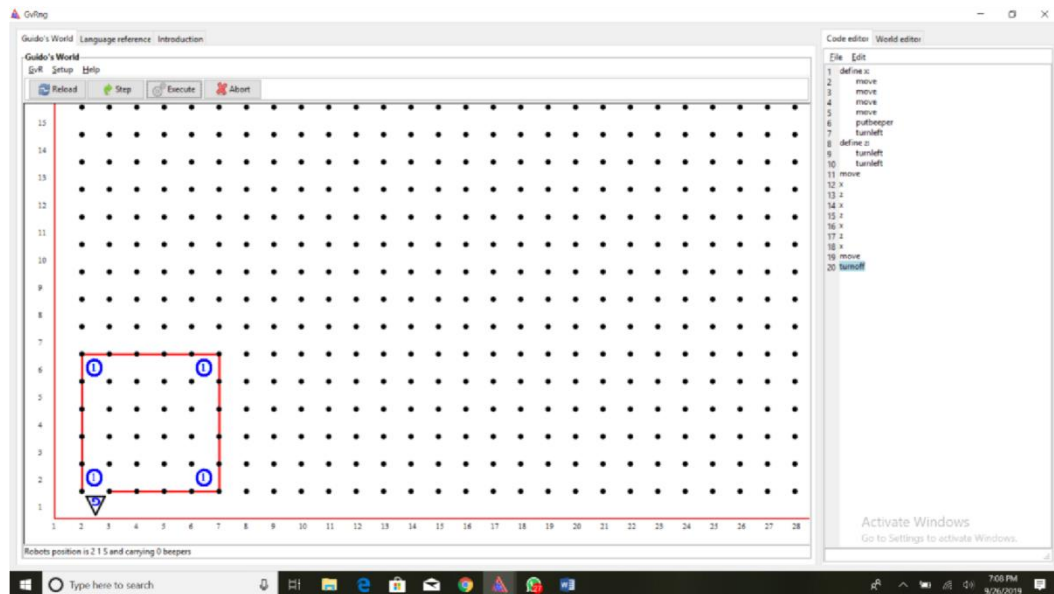 GvRng
Guido's World Language reference Introduction
Guido's World
GvR Setup Help
Reload Step Execute Abort
15
14
13
12
11
10
9
8
7
6 1 1
5
4
3
2 1 1
1
1 2 3 4 5 6 7 8 9 10 11 12 13 14 15 16 17 18 19 20 21 22 23 24 25 26 27 28
Robots position is 2 1 S and carrying 0 beepers
Code editor World editor
File Edit
1 define x:
2 move
3 move
4 move
5 move
6 putbeeper
7 turnleft
8 define z:
9 turnleft
10 turnleft
11 move
12 x
13 z
14 x
15 z
16 x
17 z
18 x
19 move
20 turnoff
Activate Windows
Go to Settings to activate Windows.
Type here to search
7:08 PM
9/26/2019